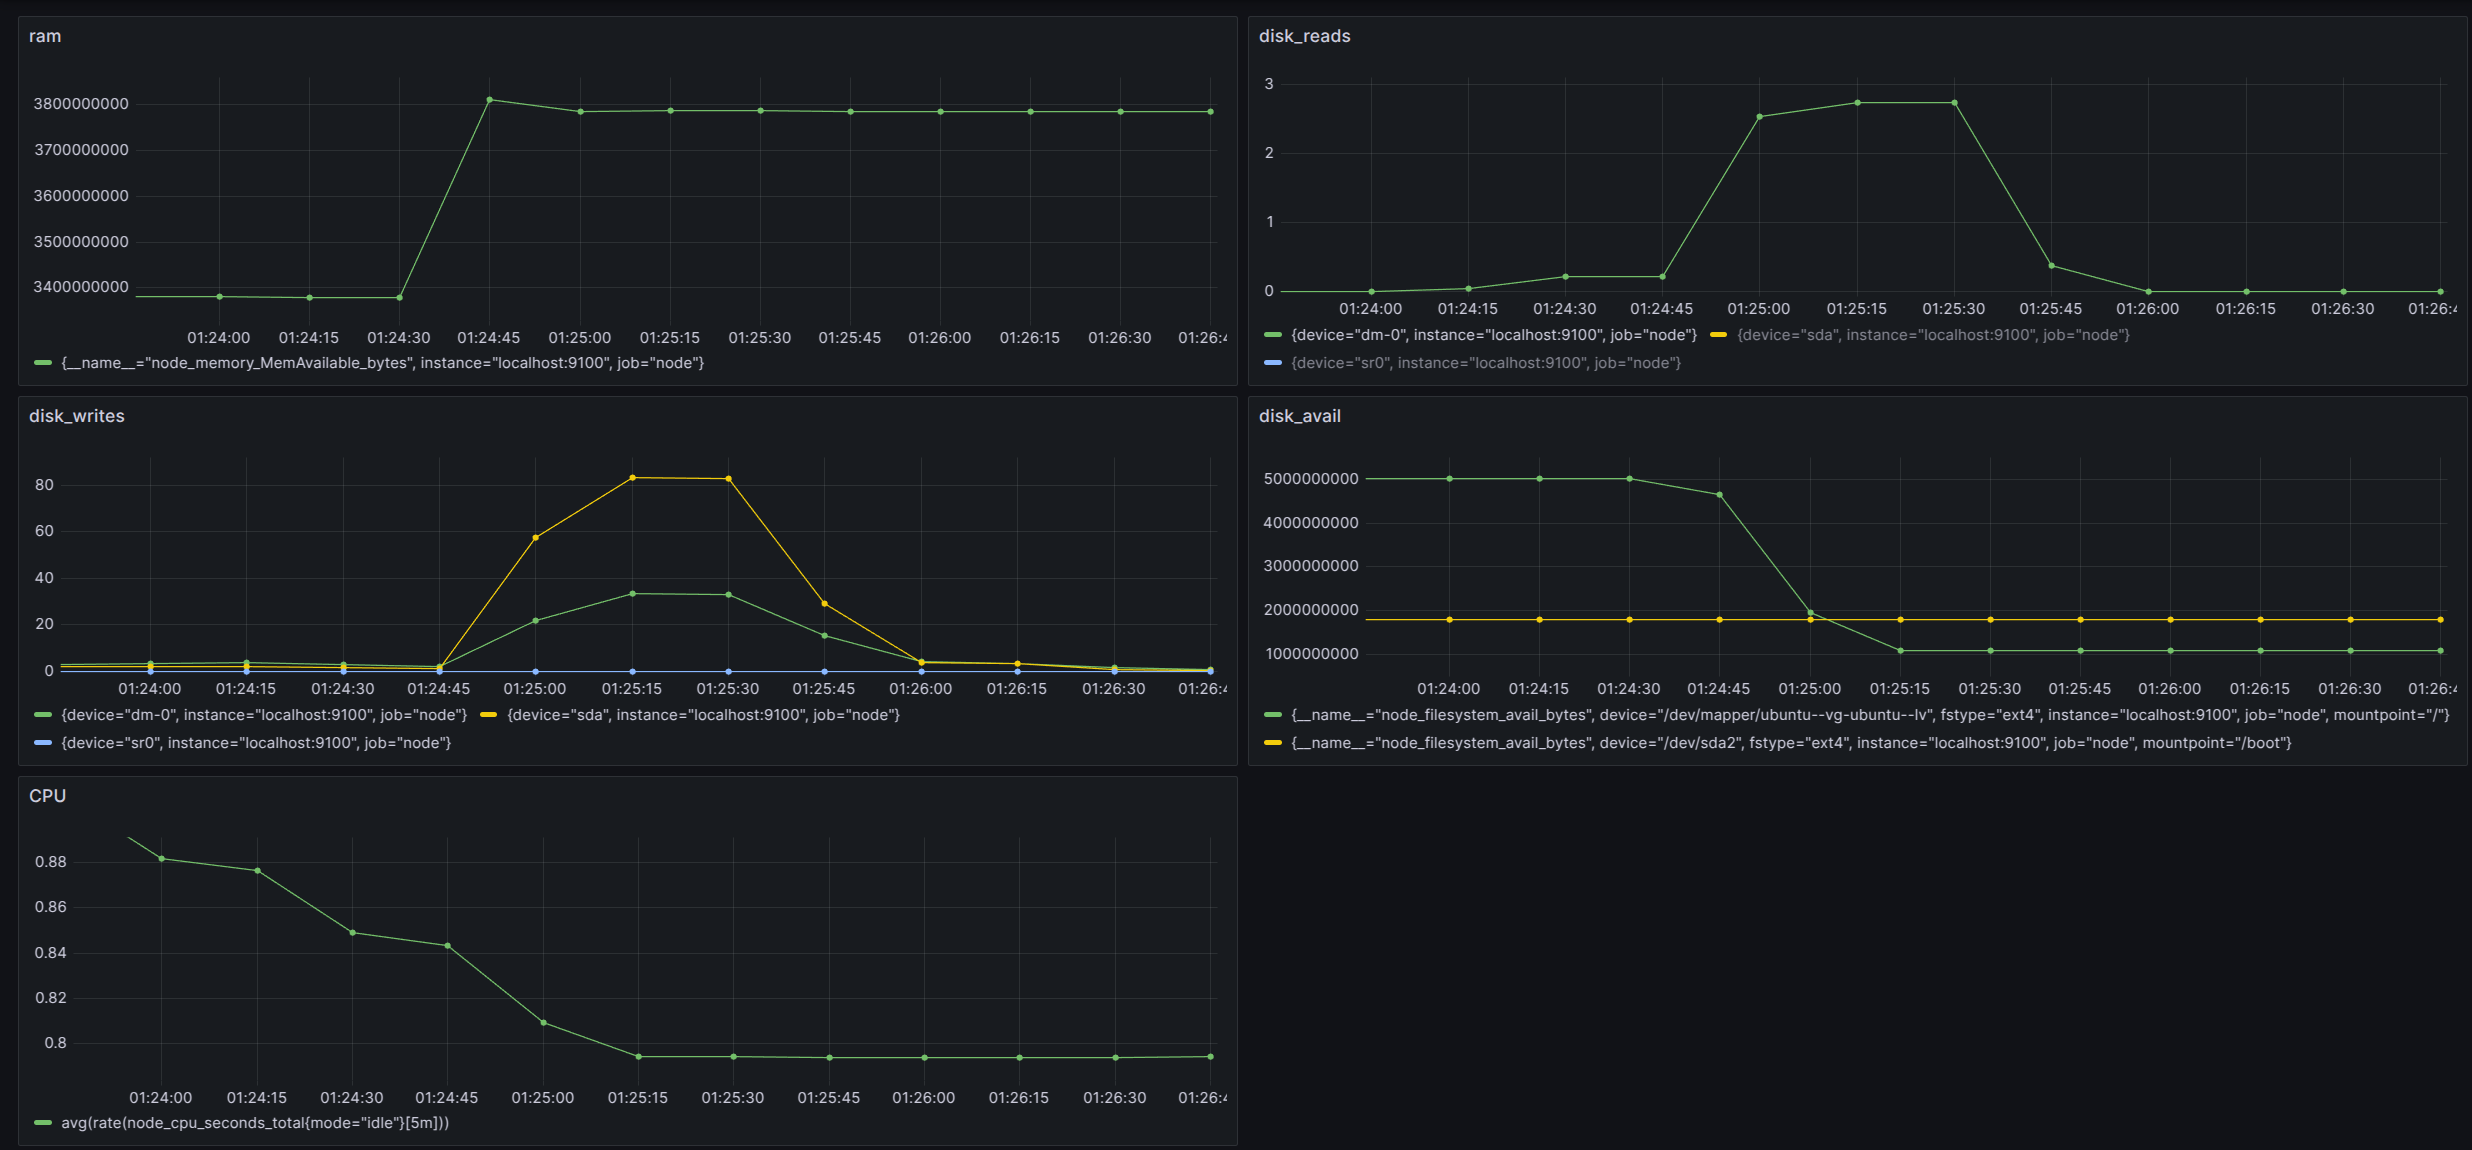 ram
3800000000
3700000000
3600000000
3500000000
3400000000
01:24:00 01:24:15 01:24:30 01:24:45 01:25:00 01:25:15 01:25:30 01:25:45 01:26:00 01:26:15 01:26:30 01:26:4
{__name__="node_memory_MemAvailable_bytes", instance="localhost:9100", job="node"}
disk_reads
3
2
1
0
01:24:00 01:24:15 01:24:30 01:24:45 01:25:00 01:25:15 01:25:30 01:25:45 01:26:00 01:26:15 01:26:30 01:26:4
{device="dm-0", instance="localhost:9100", job="node"} {device="sda", instance="localhost:9100", job="node"}
{device="sr0", instance="localhost:9100", job="node"}
disk_writes
80
60
40
20
0
01:24:00 01:24:15 01:24:30 01:24:45 01:25:00 01:25:15 01:25:30 01:25:45 01:26:00 01:26:15 01:26:30 01:26:4
{device="dm-0", instance="localhost:9100", job="node"} {device="sda", instance="localhost:9100", job="node"}
{device="sr0", instance="localhost:9100", job="node"}
disk_avail
5000000000
4000000000
3000000000
2000000000
1000000000
01:24:00 01:24:15 01:24:30 01:24:45 01:25:00 01:25:15 01:25:30 01:25:45 01:26:00 01:26:15 01:26:30 01:26:4
{__name__="node_filesystem_avail_bytes", device="/dev/mapper/ubuntu--vg-ubuntu--lv", fstype="ext4", instance="localhost:9100", job="node", mountpoint="/"}
{__name__="node_filesystem_avail_bytes", device="/dev/sda2", fstype="ext4", instance="localhost:9100", job="node", mountpoint="/boot"}
CPU
0.88
0.86
0.84
0.82
0.8
01:24:00 01:24:15 01:24:30 01:24:45 01:25:00 01:25:15 01:25:30 01:25:45 01:26:00 01:26:15 01:26:30 01:26:4
avg(rate(node_cpu_seconds_total{mode="idle"}[5m]))